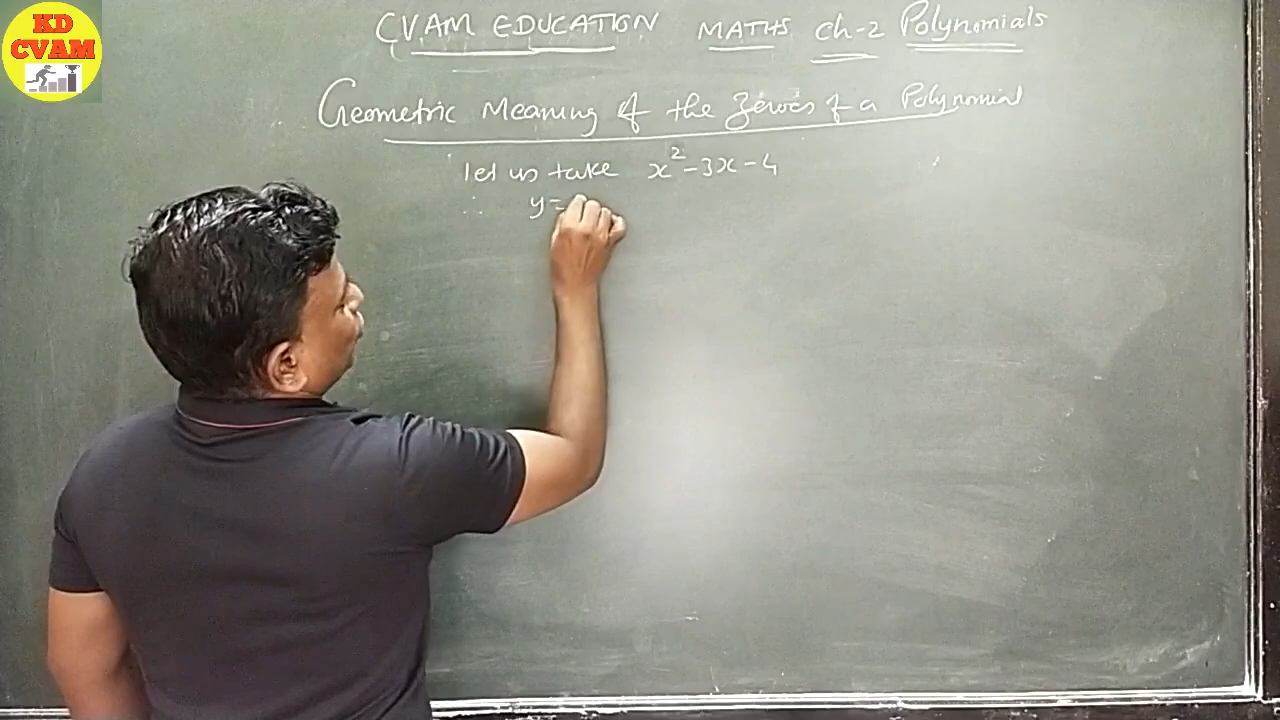 KD
CVAM
CVAM EDUCATION MATHS Ch-2 Polynomials
Geometric Meaning of the Zeroes of a Polynomial
let us take x²-3x-4
∴ y=